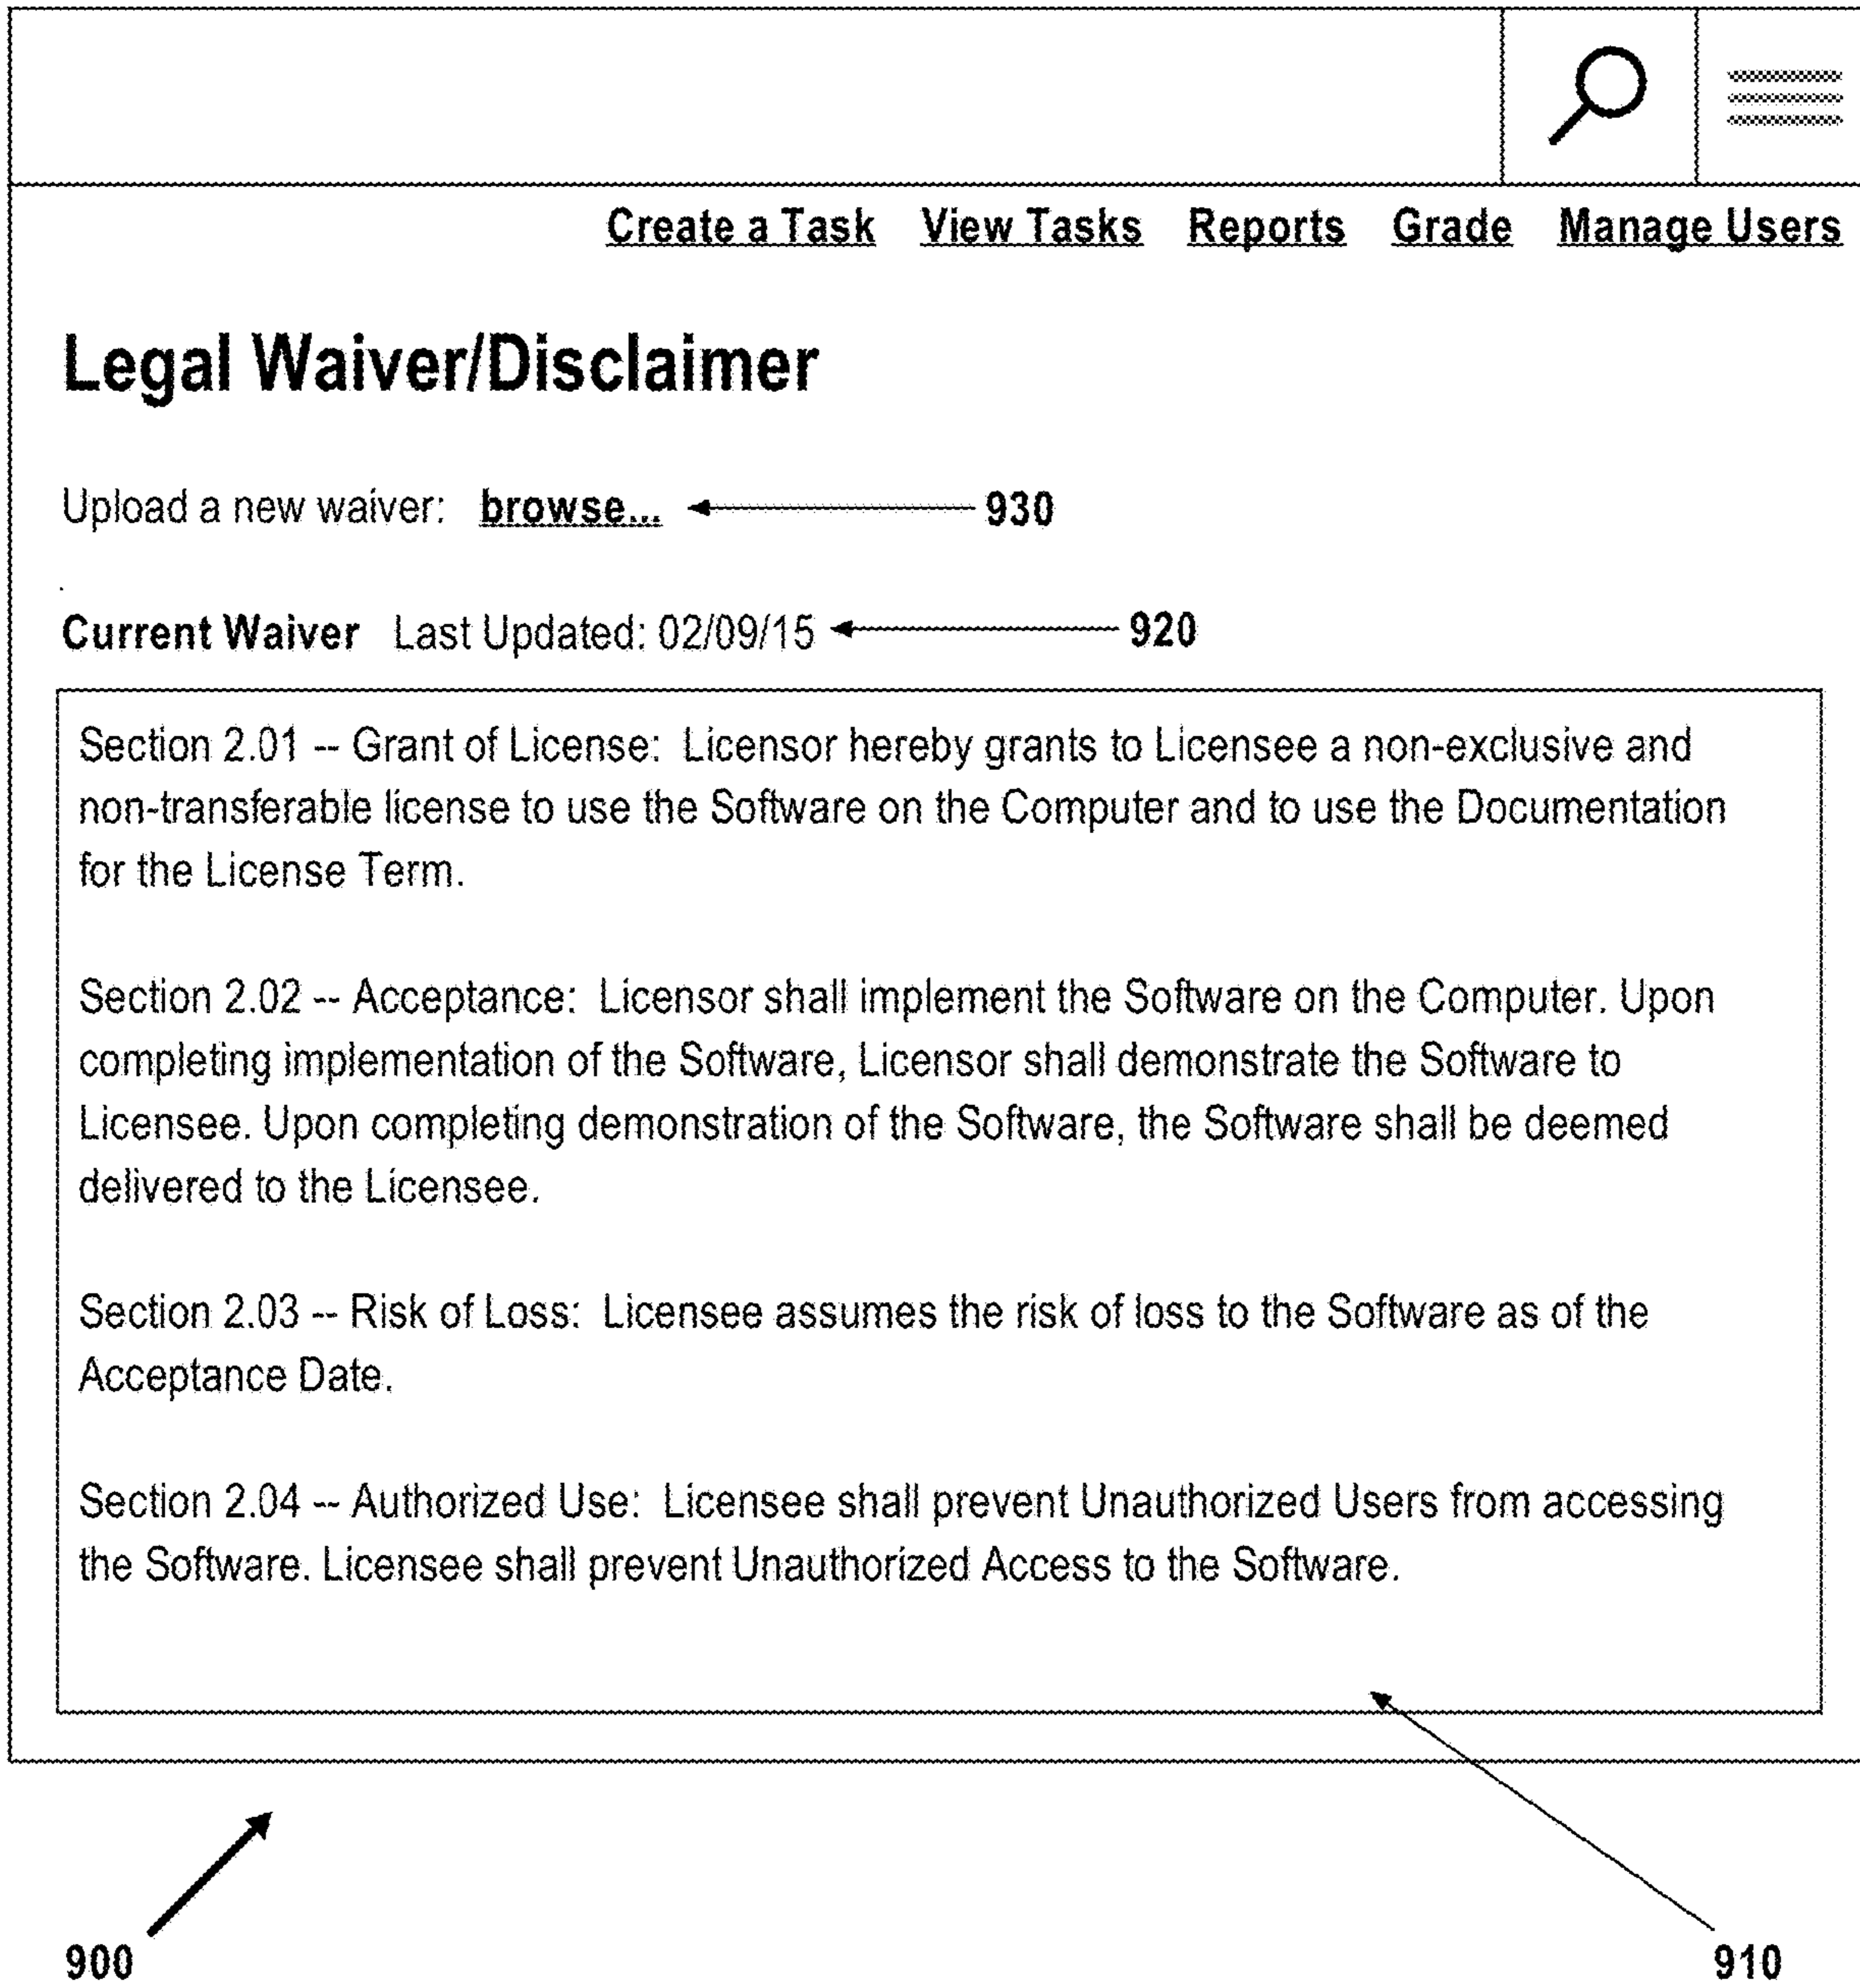 Create a Task View Tasks Reports Grade Manage Users
Legal Waiver/Disclaimer
Upload a new waiver: browse... 930
Current Waiver Last Updated: 02/09/15 920
Section 2.01 -- Grant of License: Licensor hereby grants to Licensee a non-exclusive and
non-transferable license to use the Software on the Computer and to use the Documentation
for the License Term.
Section 2.02 -- Acceptance: Licensor shall implement the Software on the Computer. Upon
completing implementation of the Software, Licensor shall demonstrate the Software to
Licensee. Upon completing demonstration of the Software, the Software shall be deemed
delivered to the Licensee.
Section 2.03 -- Risk of Loss: Licensee assumes the risk of loss to the Software as of the
Acceptance Date.
Section 2.04 -- Authorized Use: Licensee shall prevent Unauthorized Users from accessing
the Software. Licensee shall prevent Unauthorized Access to the Software.
900 910